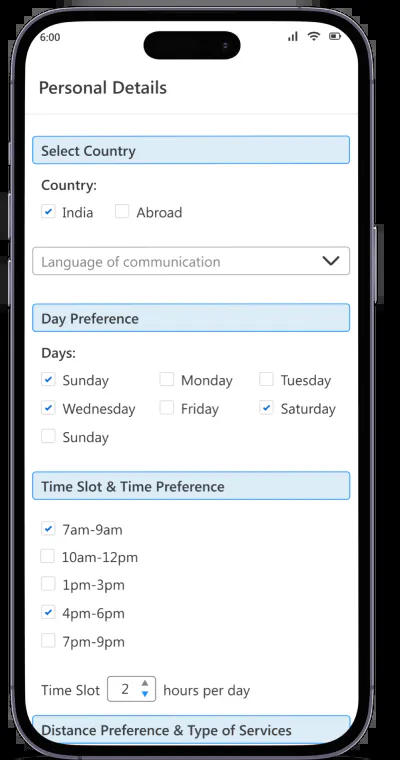 6:00
Personal Details
Select Country
Country:
India Abroad
Language of communication
Day Preference
Days:
Sunday Monday Tuesday
Wednesday Friday Saturday
Sunday
Time Slot & Time Preference
7am-9am
10am-12pm
1pm-3pm
4pm-6pm
7pm-9pm
Time Slot 2 hours per day
Distance Preference & Type of Services